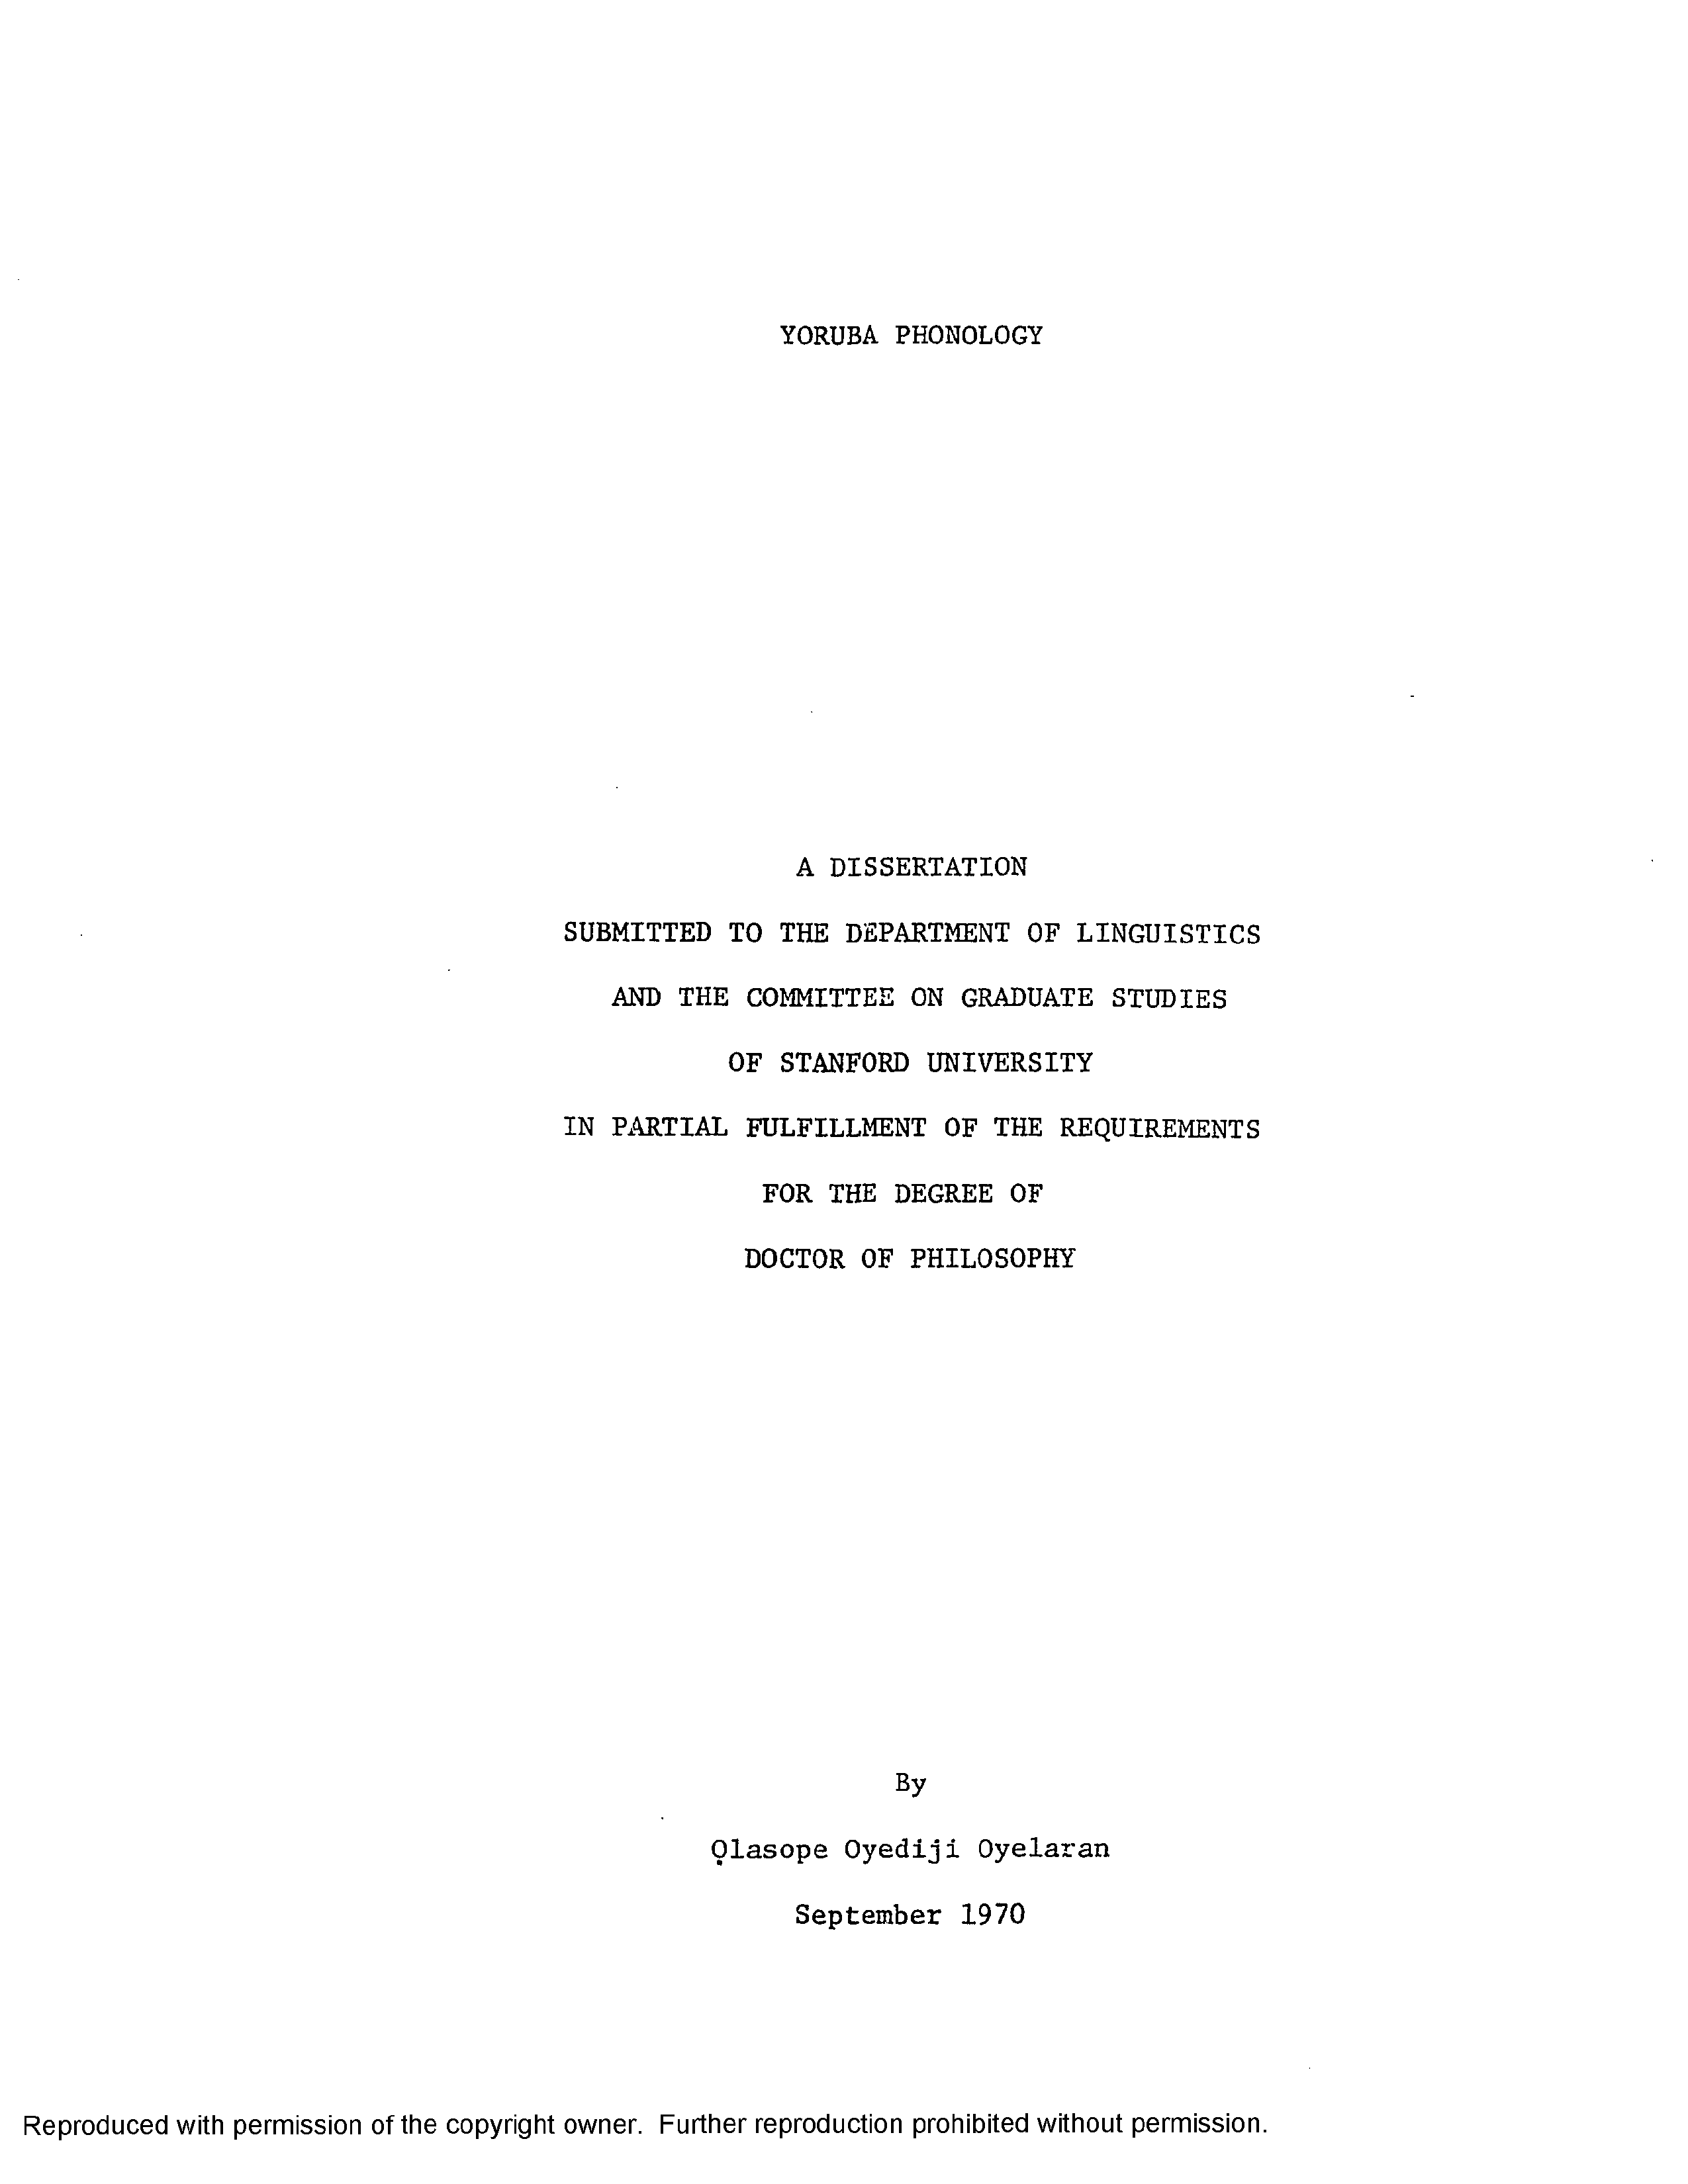 YORUBA PHONOLOGY
A DISSERTATION
SUBMITTED TO THE DEPARTMENT OF LINGUISTICS
AND THE COMMITTEE ON GRADUATE STUDIES
OF STANFORD UNIVERSITY
IN PARTIAL FULFILLMENT OF THE REQUIREMENTS
FOR THE DEGREE OF
DOCTOR OF PHILOSOPHY
By
Ọlasope Oyediji Oyelaran
September 1970
Reproduced with permission of the copyright owner. Further reproduction prohibited without permission.